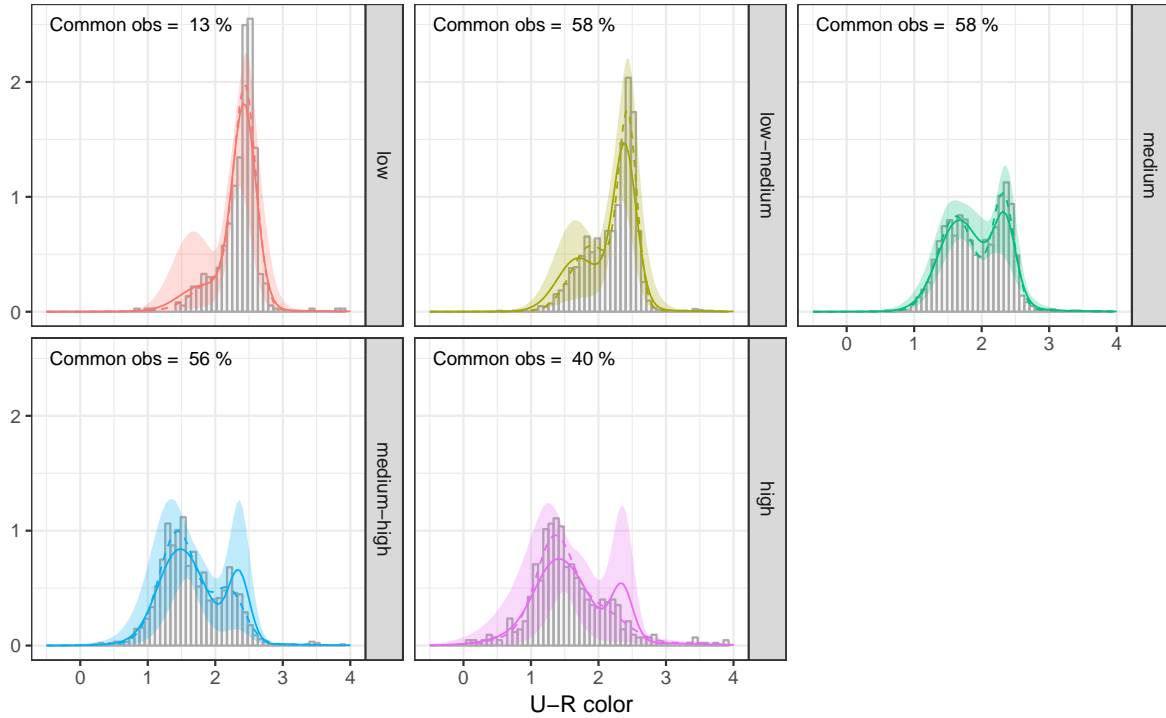 Common obs = 13 %
Common obs = 58 %
Common obs = 58 %
2
1
0
low
low−medium
medium
0 1 2 3 4
Common obs = 56 %
Common obs = 40 %
2
1
0
medium−high
high
0 1 2 3 4
0 1 2 3 4
U−R color